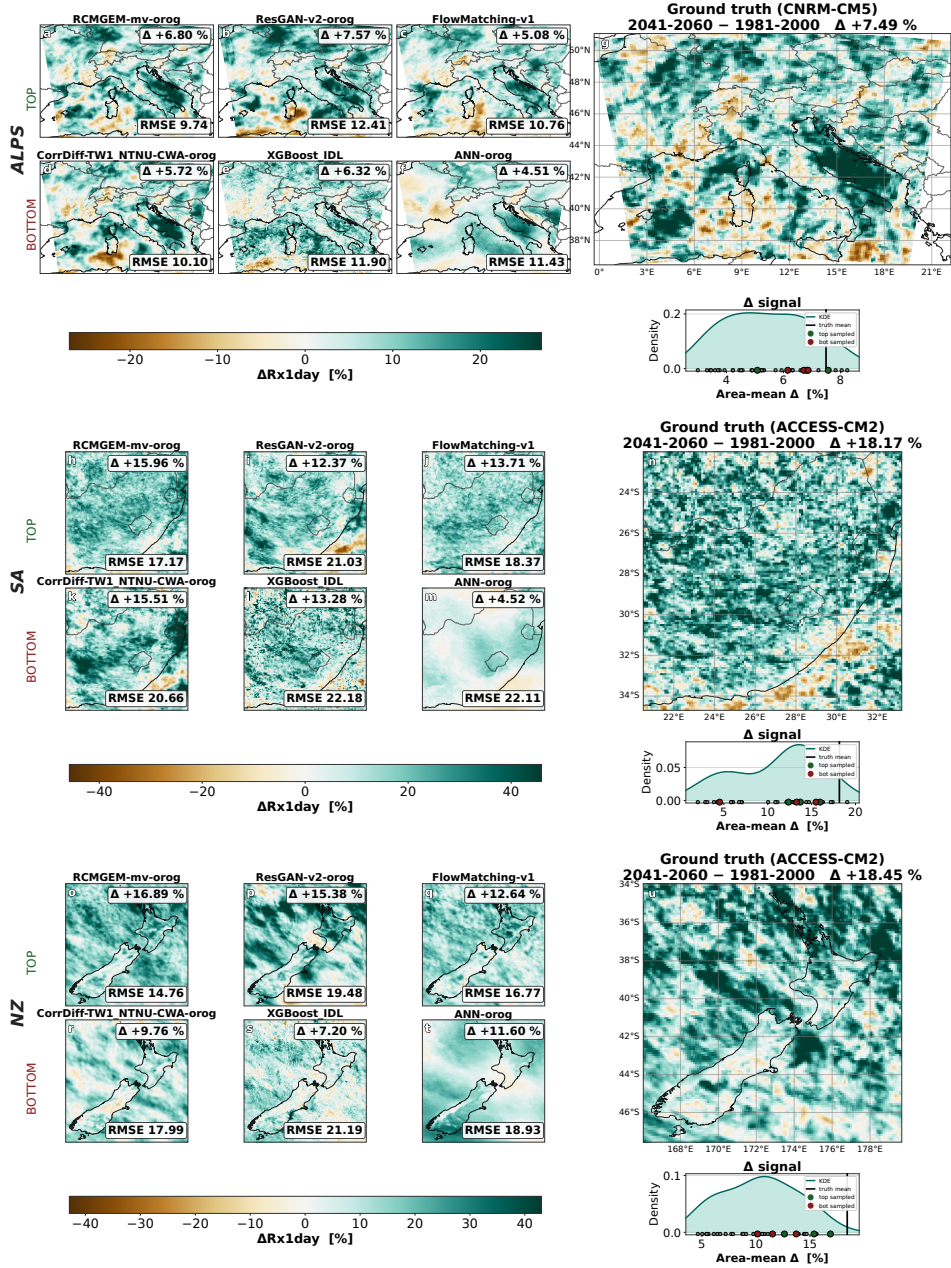 RCMGEM-mv-orog
ResGAN-v2-orog
FlowMatching-v1
Ground truth (CNRM-CM5)
2041-2060 − 1981-2000 Δ +7.49 %
ALPS
TOP
a
Δ +6.80 %
RMSE 9.74
b
Δ +7.57 %
RMSE 12.41
c
Δ +5.08 %
RMSE 10.76
g
50°N
48°N
46°N
44°N
42°N
40°N
38°N
0°
3°E
6°E
9°E
12°E
15°E
18°E
21°E
BOTTOM
CorrDiff-TW1_NTNU-CWA-orog
XGBoost_IDL
ANN-orog
d
Δ +5.72 %
RMSE 10.10
e
Δ +6.32 %
RMSE 11.90
f
Δ +4.51 %
RMSE 11.43
−20
−10
0
10
20
ΔRx1day [%]
Δ signal
Density
0.2
0.0
KDE
truth mean
top sampled
bot sampled
4
6
8
Area-mean Δ [%]
RCMGEM-mv-orog
ResGAN-v2-orog
FlowMatching-v1
Ground truth (ACCESS-CM2)
2041-2060 − 1981-2000 Δ +18.17 %
SA
TOP
h
Δ +15.96 %
RMSE 17.17
i
Δ +12.37 %
RMSE 21.03
j
Δ +13.71 %
RMSE 18.37
n
24°S
26°S
28°S
30°S
32°S
34°S
22°E
24°E
26°E
28°E
30°E
32°E
BOTTOM
CorrDiff-TW1_NTNU-CWA-orog
XGBoost_IDL
ANN-orog
k
Δ +15.51 %
RMSE 20.66
l
Δ +13.28 %
RMSE 22.18
m
Δ +4.52 %
RMSE 22.11
−40
−20
0
20
40
ΔRx1day [%]
Δ signal
Density
0.05
0.00
KDE
truth mean
top sampled
bot sampled
5
10
15
20
Area-mean Δ [%]
RCMGEM-mv-orog
ResGAN-v2-orog
FlowMatching-v1
Ground truth (ACCESS-CM2)
2041-2060 − 1981-2000 Δ +18.45 %
NZ
TOP
o
Δ +16.89 %
RMSE 14.76
p
Δ +15.38 %
RMSE 19.48
q
Δ +12.64 %
RMSE 16.77
u
34°S
36°S
38°S
40°S
42°S
44°S
46°S
168°E
170°E
172°E
174°E
176°E
178°E
BOTTOM
CorrDiff-TW1_NTNU-CWA-orog
XGBoost_IDL
ANN-orog
r
Δ +9.76 %
RMSE 17.99
s
Δ +7.20 %
RMSE 21.19
t
Δ +11.60 %
RMSE 18.93
−40
−30
−20
−10
0
10
20
30
40
ΔRx1day [%]
Δ signal
Density
0.1
0.0
KDE
truth mean
top sampled
bot sampled
5
10
15
Area-mean Δ [%]